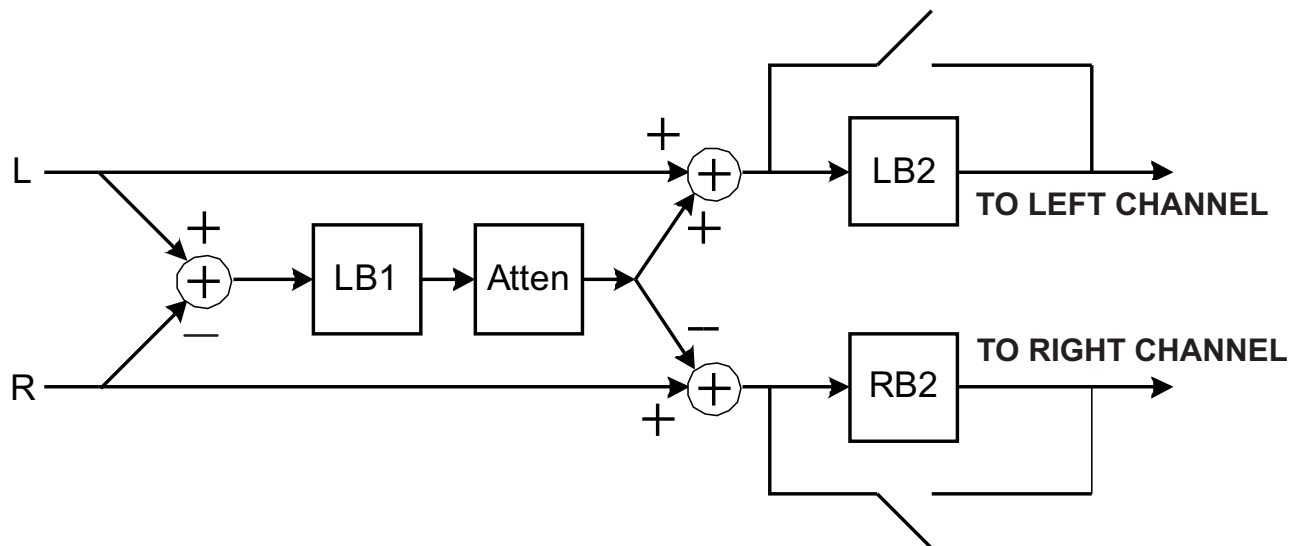 +
L
+
LB2
TO LEFT CHANNEL
+
+
+
LB1
Atten
–
–
TO RIGHT CHANNEL
R
+
RB2
+